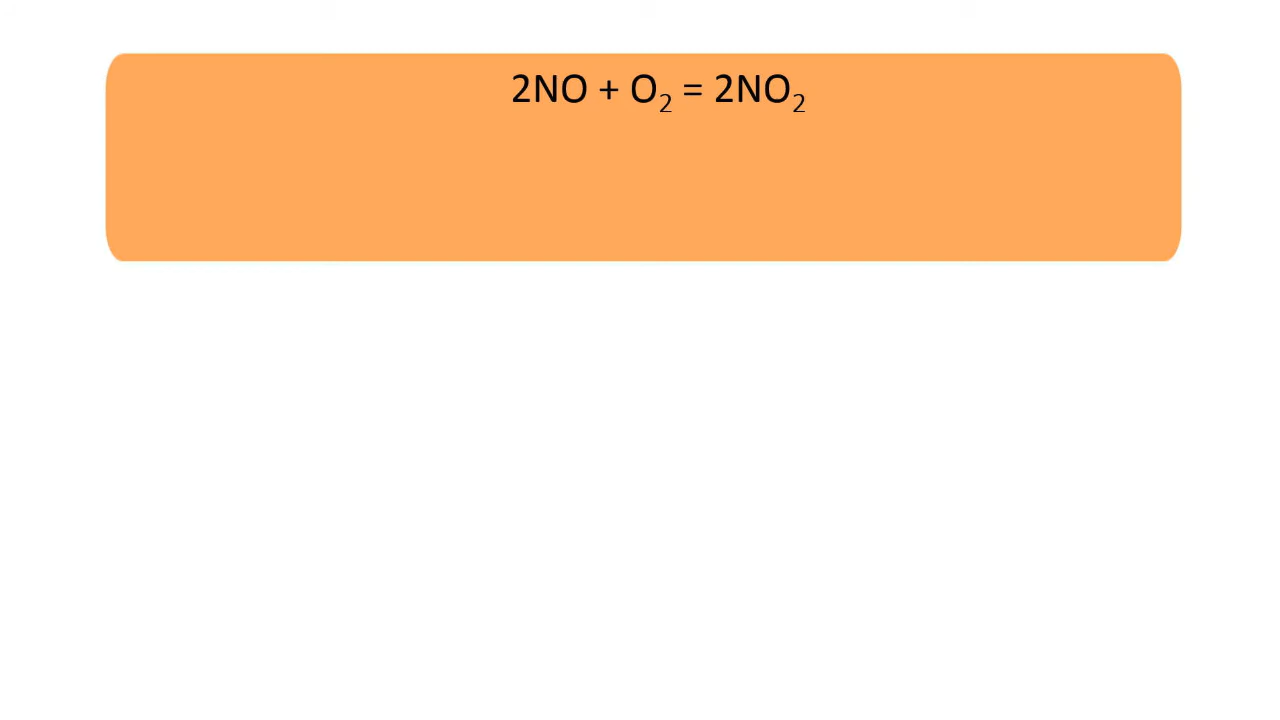 2NO + O₂ = 2NO₂